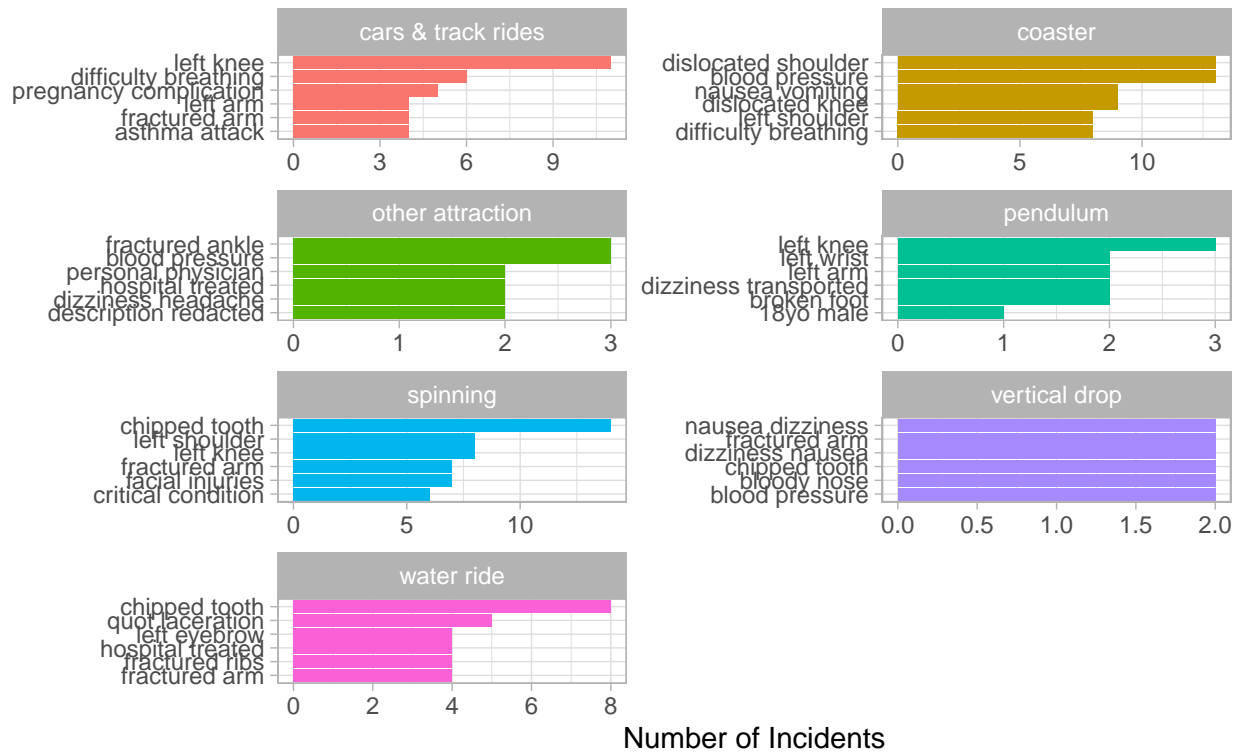 cars & track rides
left knee
difficulty breathing
pregnancy complication
left arm
fractured arm
asthma attack
0 3 6 9
coaster
dislocated shoulder
blood pressure
nausea vomiting
dislocated knee
left shoulder
difficulty breathing
0 5 10
other attraction
fractured ankle
blood pressure
personal physician
hospital treated
dizziness headache
description redacted
0 1 2 3
pendulum
left knee
left wrist
left arm
dizziness transported
broken foot
18yo male
0 1 2 3
spinning
chipped tooth
left shoulder
left knee
fractured arm
facial injuries
critical condition
0 5 10
vertical drop
nausea dizziness
fractured arm
dizziness nausea
chipped tooth
bloody nose
blood pressure
0.0 0.5 1.0 1.5 2.0
water ride
chipped tooth
quot laceration
left eyebrow
hospital treated
fractured ribs
fractured arm
0 2 4 6 8
Number of Incidents